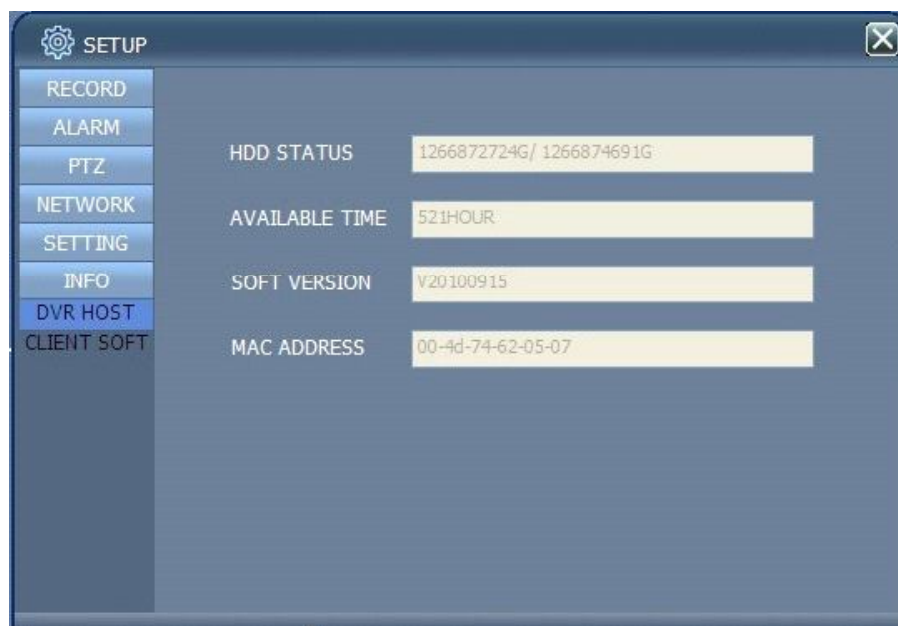 SETUP
RECORD
ALARM
PTZ
NETWORK
SETTING
INFO
DVR HOST
CLIENT SOFT
HDD STATUS 1266872724G/ 1266874691G
AVAILABLE TIME 521HOUR
SOFT VERSION V20100915
MAC ADDRESS 00-4d-74-62-05-07